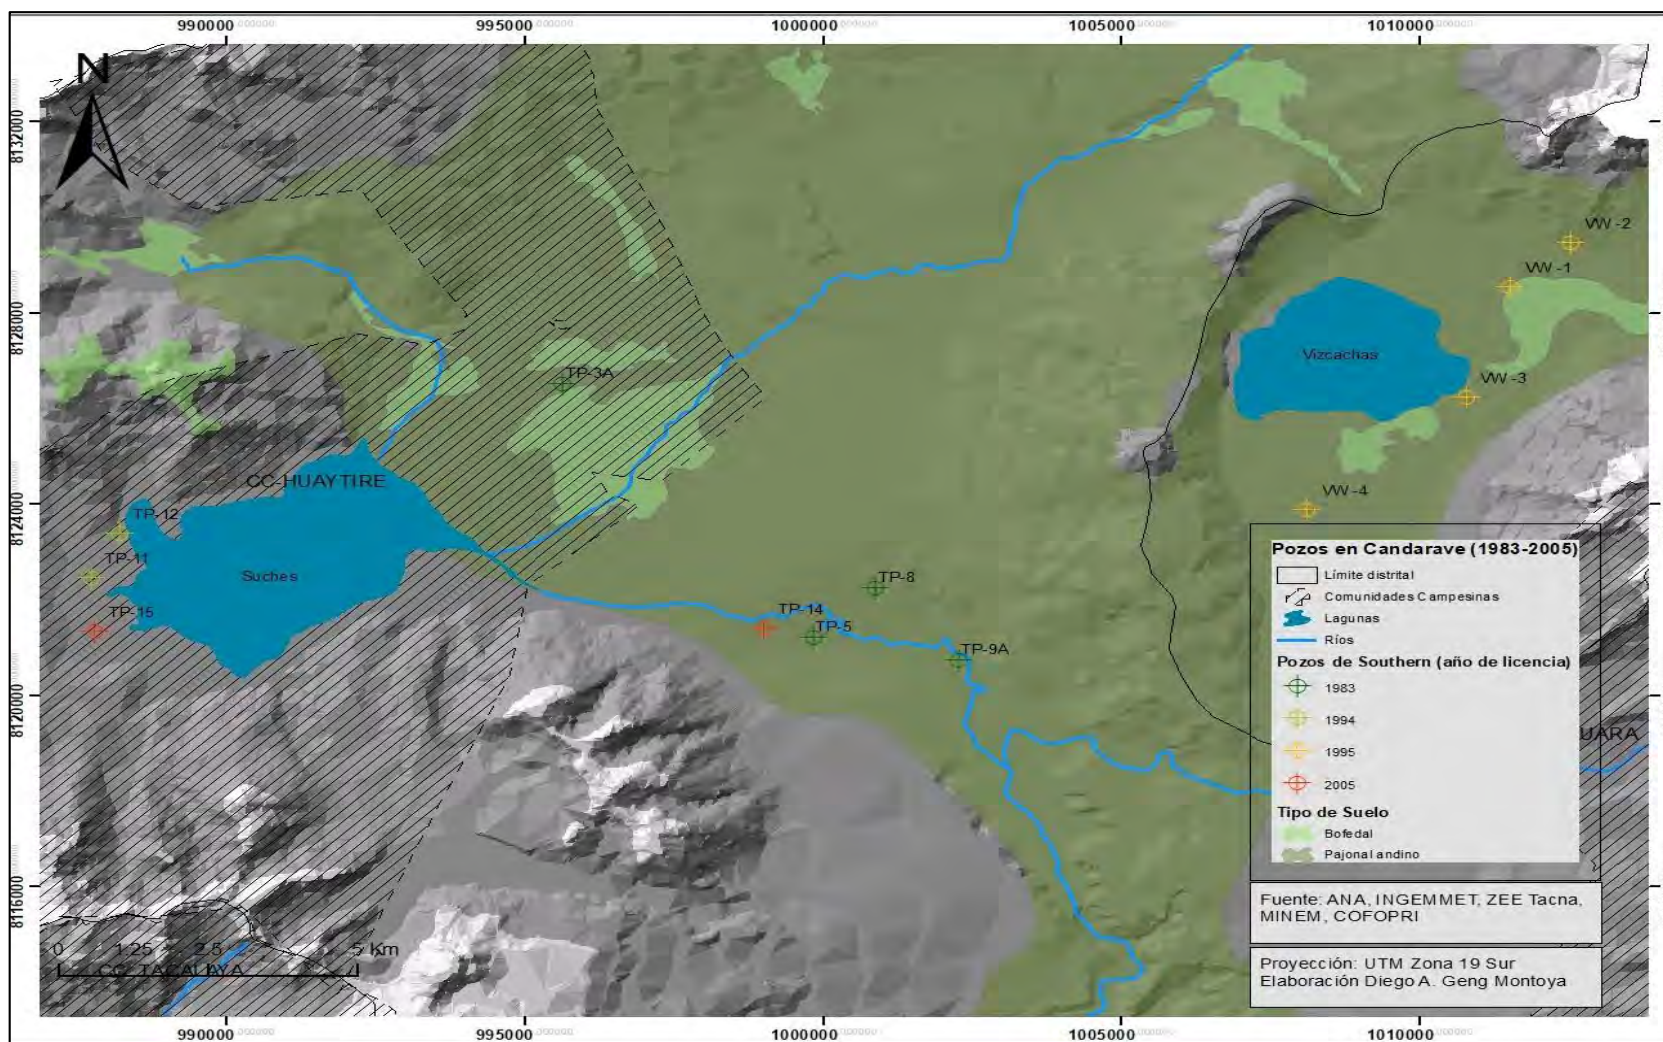 990000 995000 1000000 1005000 1010000
N
8132000
8128000
8124000
8120000
8116000
VW -2
VW -1
Vizcachas
VW -3
TP-3A
CC-HUAYTIRE
VW -4
TP-12
TP-11
Suches
TP-8
TP-15
TP-14
TP-5
TP-9A
UARA
Pozos en Candarave (1983-2005)
Límite distrital
Comunidades Campesinas
Lagunas
Ríos
Pozos de Southern (año de licencia)
1983
1994
1995
2005
Tipo de Suelo
Bofedal
Pajonal andino
Fuente: ANA, INGEMMET, ZEE Tacna,
MINEM, COFOPRI
Proyección: UTM Zona 19 Sur
Elaboración Diego A. Geng Montoya
0 1.25 2.5 5 Km
CC. TACALAYA
990000 995000 1000000 1005000 1010000